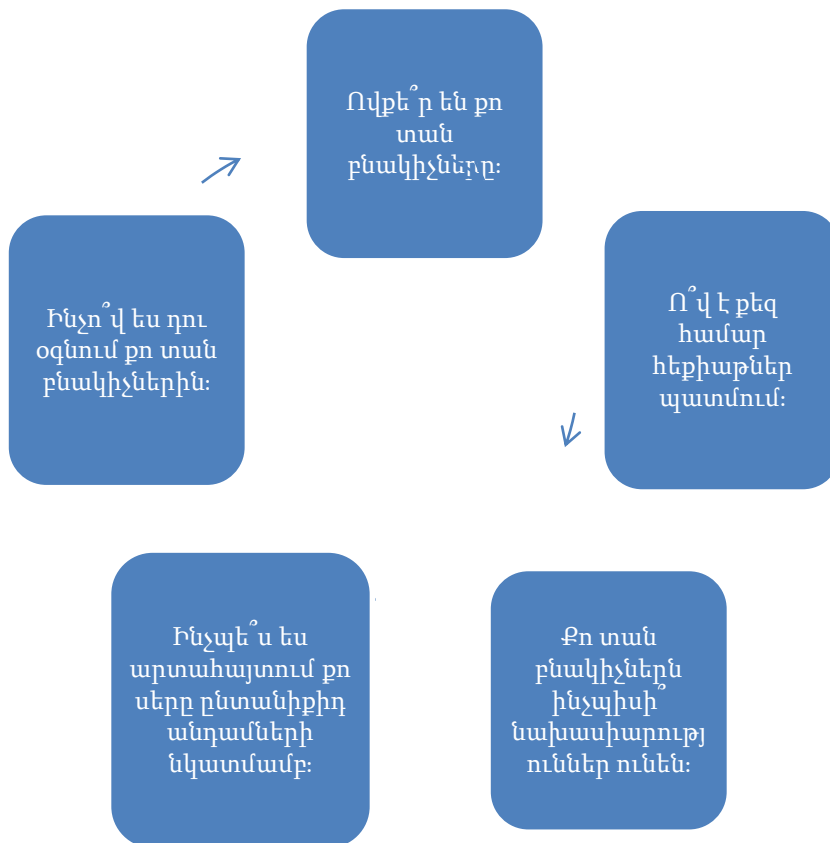 Ովքե՞ր են քո
տան
բնակիչները։
Ո՞վ է քեզ
համար
հեքիաթներ
պատմում։
Քո տան
բնակիչներն
ինչպիսի՞
նախասիարությ
ուններ ունեն։
Ինչպե՞ս ես
արտահայտում քո
սերը ընտանիքիդ
անդամների
նկատմամբ։
Ինչո՞վ ես դու
օգնում քո տան
բնակիչներին։